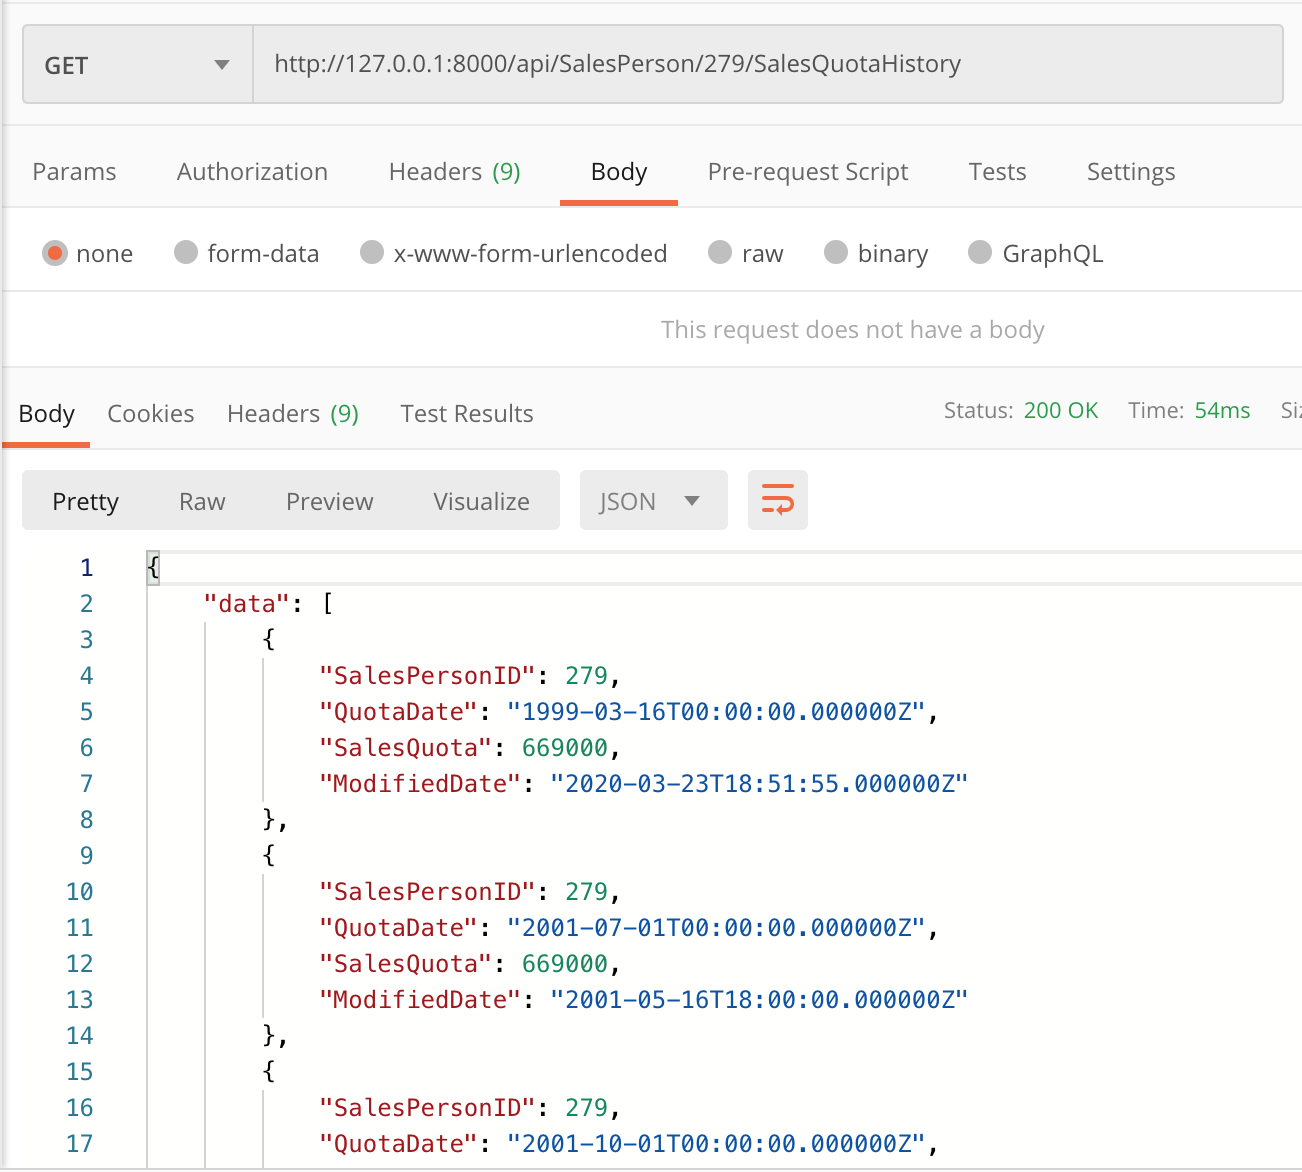 GET http://127.0.0.1:8000/api/SalesPerson/279/SalesQuotaHistory
Params Authorization Headers (9) Body Pre-request Script Tests Settings
none form-data x-www-form-urlencoded raw binary GraphQL
This request does not have a body
Body Cookies Headers (9) Test Results Status: 200 OK Time: 54ms
Pretty Raw Preview Visualize JSON
1 {
2 "data": [
3 {
4 "SalesPersonID": 279,
5 "QuotaDate": "1999-03-16T00:00:00.000000Z",
6 "SalesQuota": 669000,
7 "ModifiedDate": "2020-03-23T18:51:55.000000Z"
8 },
9 {
10 "SalesPersonID": 279,
11 "QuotaDate": "2001-07-01T00:00:00.000000Z",
12 "SalesQuota": 669000,
13 "ModifiedDate": "2001-05-16T18:00:00.000000Z"
14 },
15 {
16 "SalesPersonID": 279,
17 "QuotaDate": "2001-10-01T00:00:00.000000Z",